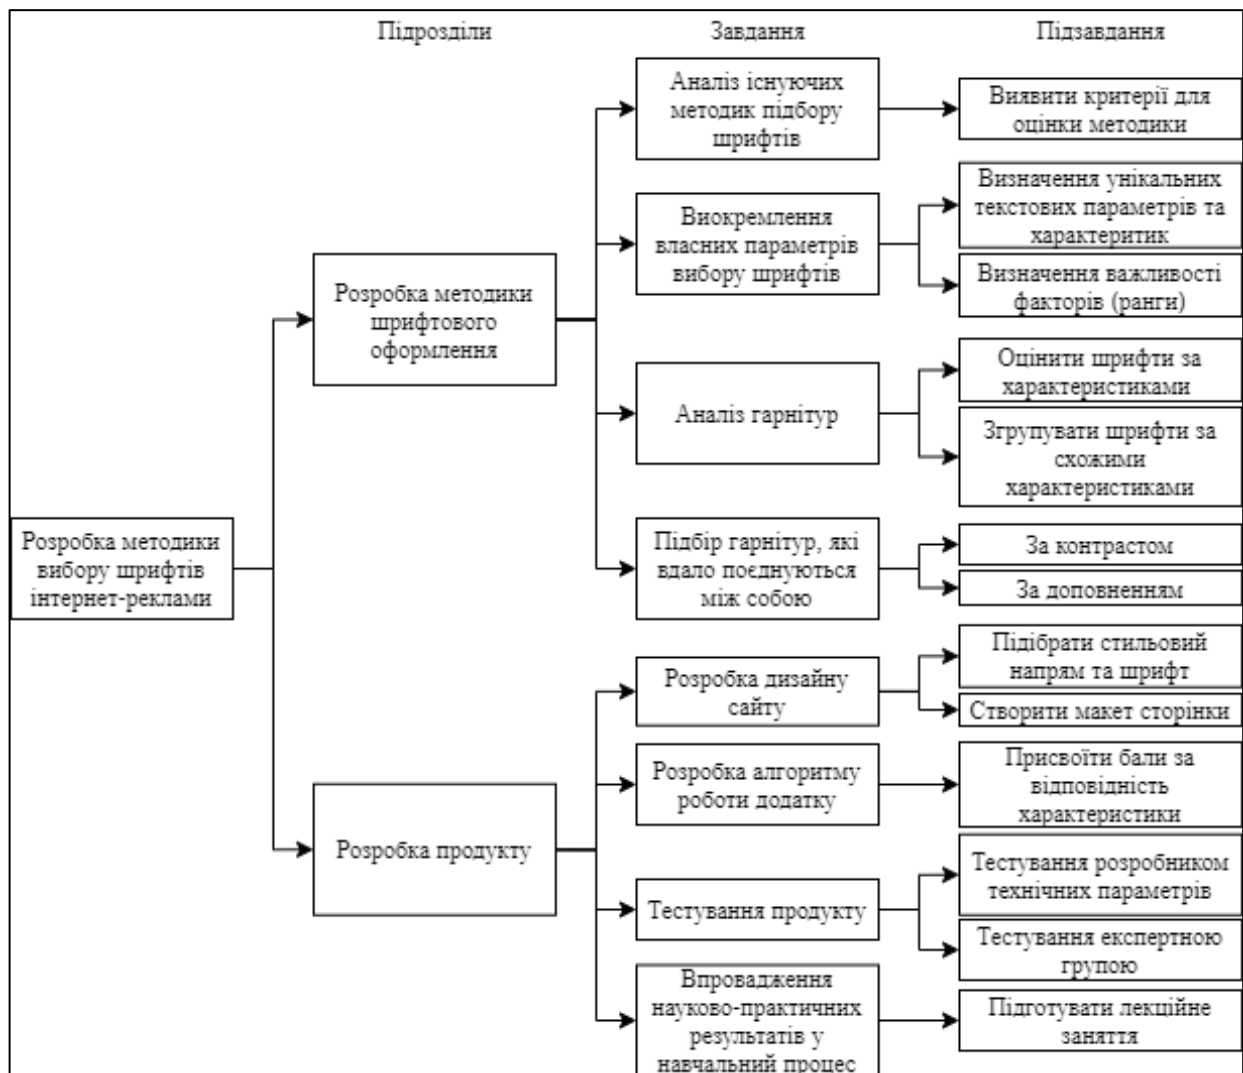 Підрозділи
Завдання
Підзавдання
Аналіз існуючих
методик підбору
шрифтів
Виявити критерії для
оцінки методики
Виокремлення
власних параметрів
вибору шрифтів
Визначення унікальних
текстових параметрів та
характеритик
Визначення важливості
факторів (ранги)
Розробка методики
шрифтового
оформлення
Аналіз гарнітур
Оцінити шрифти за
характеристиками
Згрупувати шрифти за
схожими
характеристиками
Розробка методики
вибору шрифтів
інтернет-реклами
Підбір гарнітур, які
вдало поєднуються
між собою
За контрастом
За доповненням
Розробка дизайну
сайту
Підібрати стильовий
напрям та шрифт
Створити макет сторінки
Розробка алгоритму
роботи додатку
Присвоїти бали за
відповідність
характеристики
Розробка продукту
Тестування продукту
Тестування розробником
технічних параметрів
Тестування експертною
групою
Впровадження
науково-практичних
результатів у
навчальний процес
Підготувати лекційне
заняття